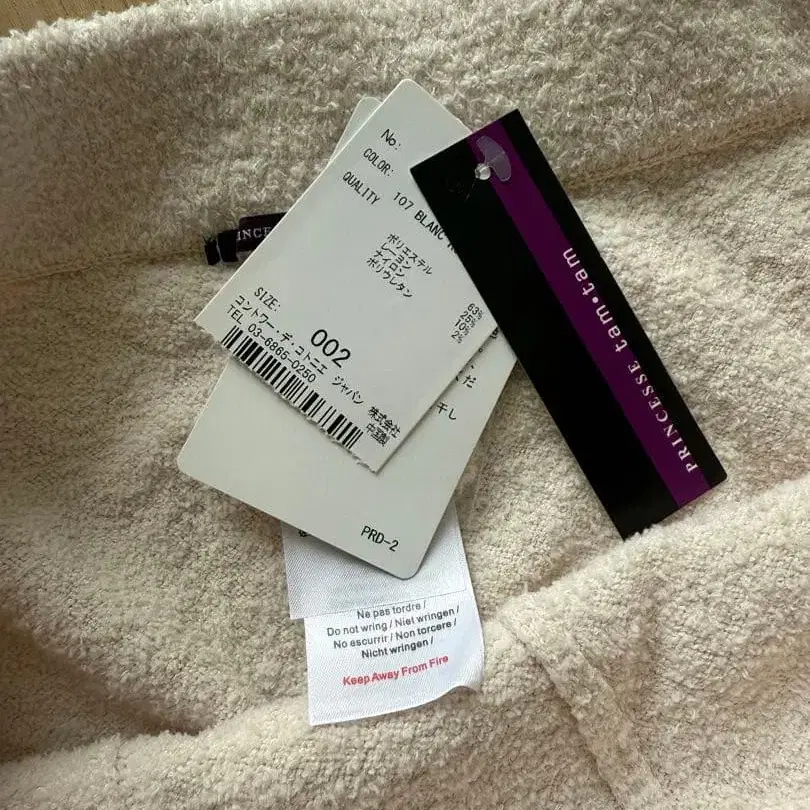 No:
COLOR: 107 BLANC
QUALITY
ポリエステル 63%
レーヨン 25%
ナイロン 10%
ポリウレタン 2%
SIZE: 002
コントワー・デ・コトニエ ジャパン 株式会社
TEL 03-6865-0250 中国製
だ
干し
PRD-2
PRINCESSE tam•tam
INCE
Ne pas tordre /
Do not wring / Niet wringen /
No escurrir / Non torcere /
Nicht wringen /
Keep Away From Fire